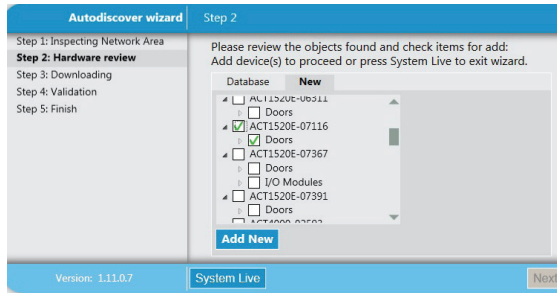 Autodiscover wizard
Step 2
Step 1: Inspecting Network Area
Step 2: Hardware review
Step 3: Downloading
Step 4: Validation
Step 5: Finish
Please review the objects found and check items for add:
Add device(s) to proceed or press System Live to exit wizard.
Database New
ACT1520E-06311
Doors
ACT1520E-07116
Doors
ACT1520E-07367
Doors
I/O Modules
ACT1520E-07391
Doors
Add New
Version: 1.11.0.7
System Live
Next